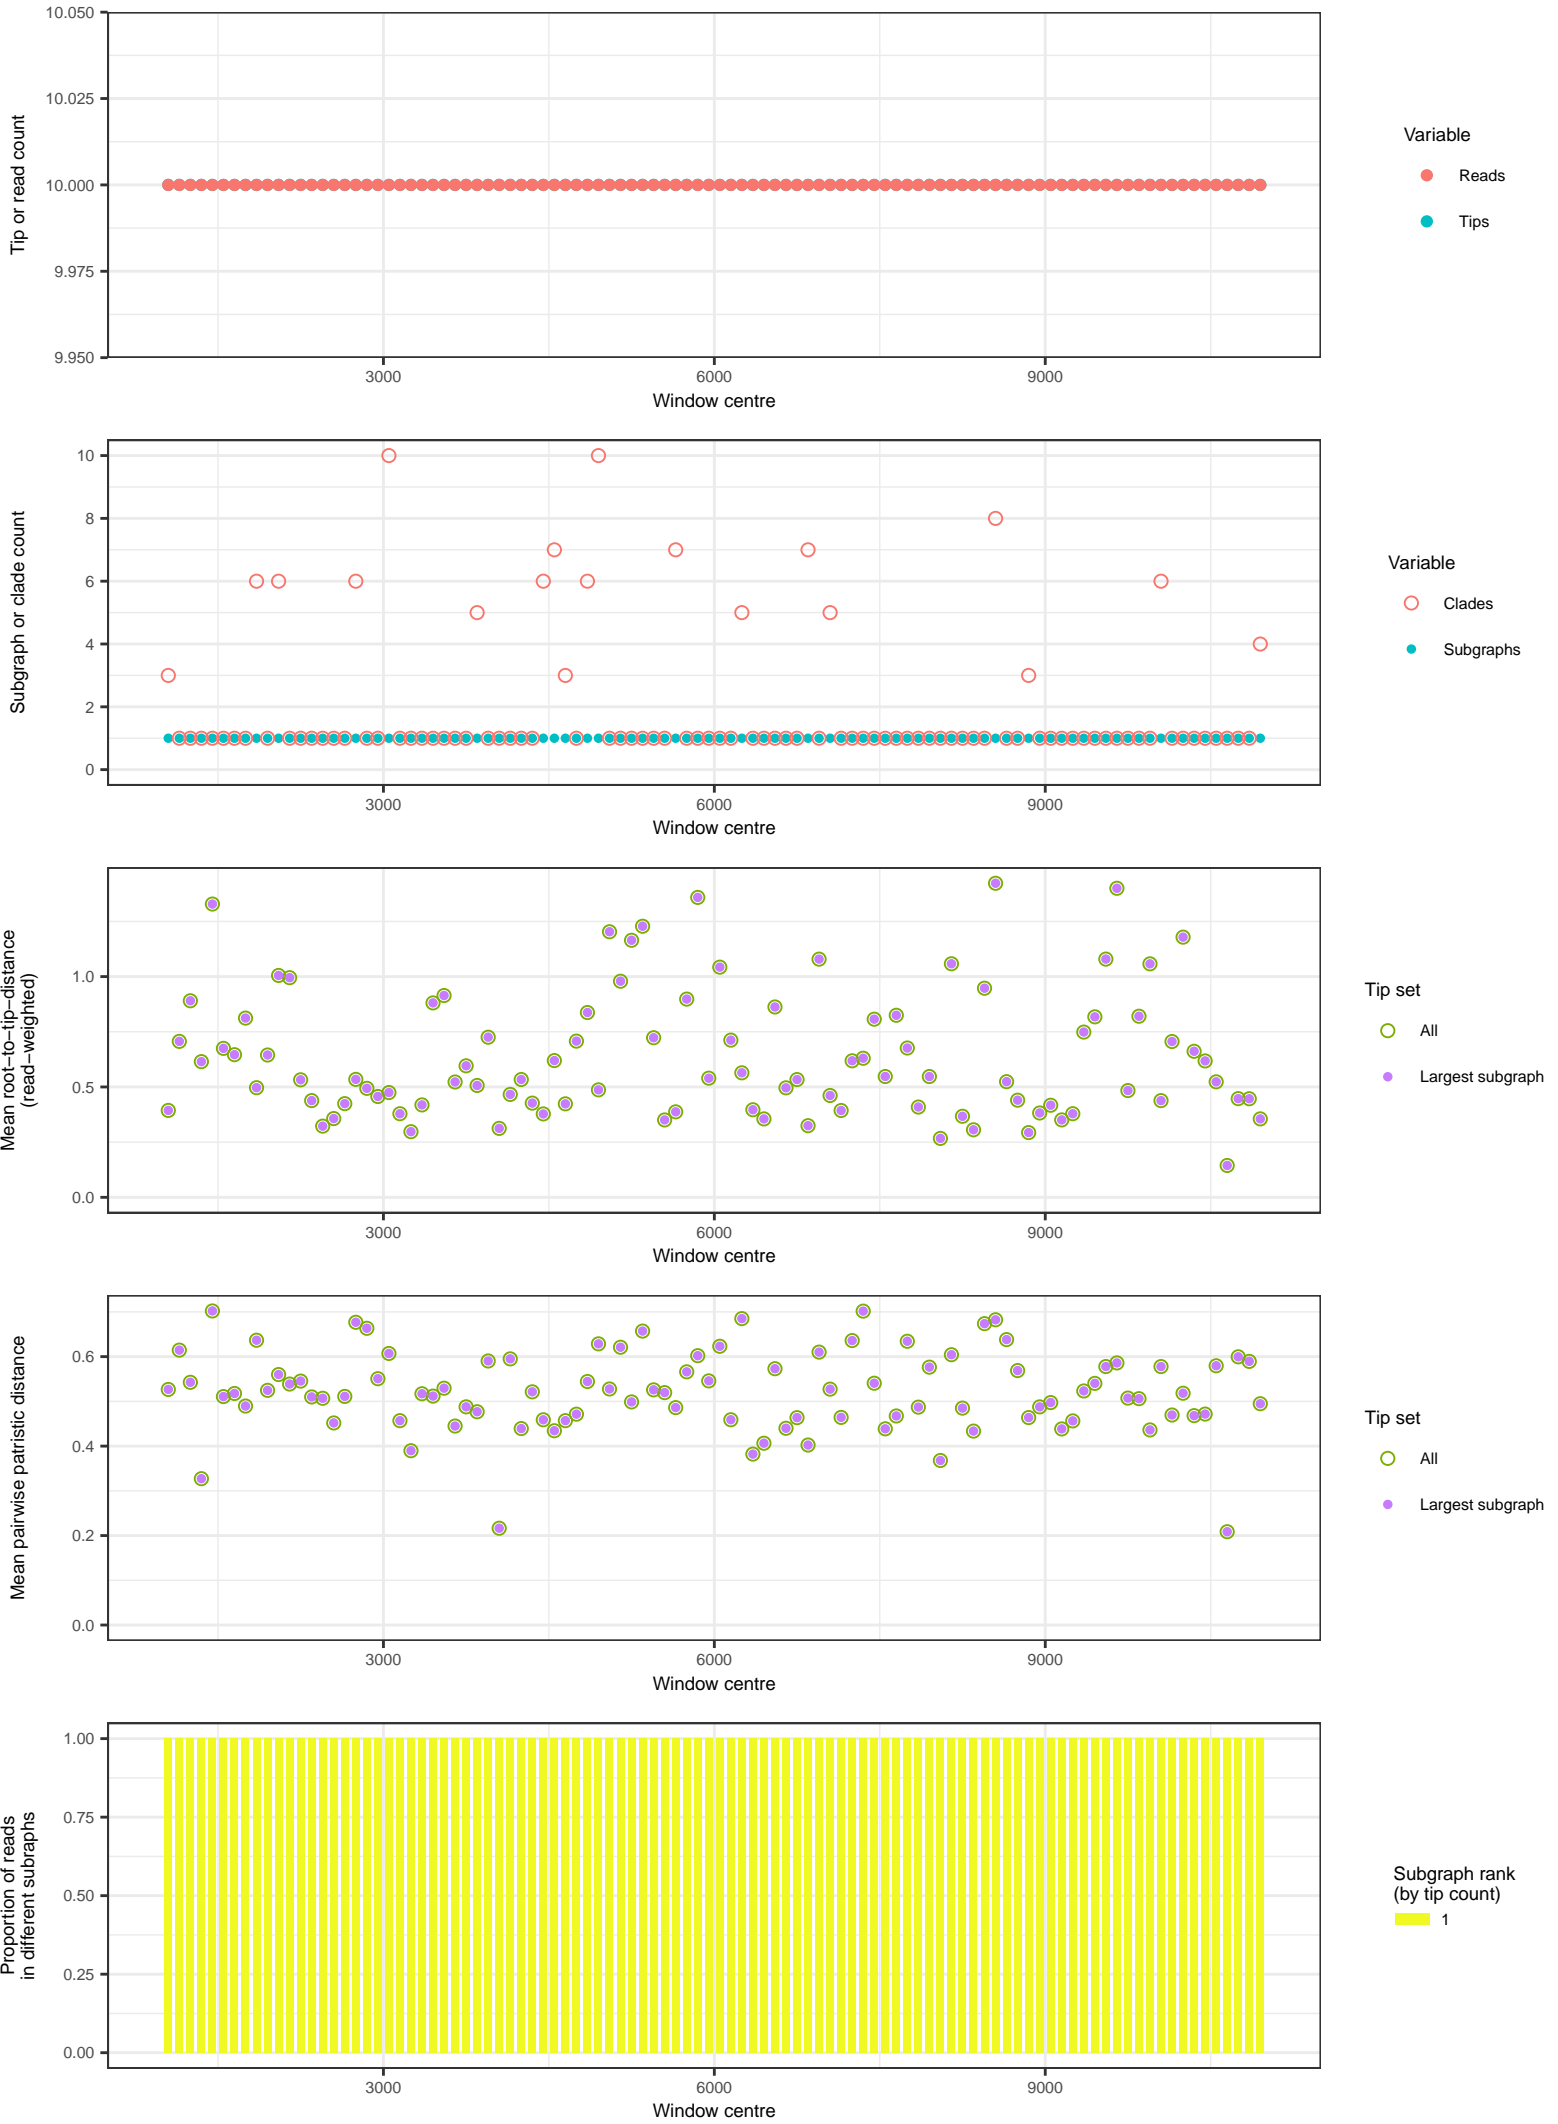 10.050
10.025
10.000
9.975
9.950
Tip or read count
3000
6000
9000
Window centre
Variable
Reads
Tips
10
8
6
4
2
0
Subgraph or clade count
3000
6000
9000
Window centre
Variable
Clades
Subgraphs
1.0
0.5
0.0
Mean root−to−tip−distance
(read−weighted)
3000
6000
9000
Window centre
Tip set
All
Largest subgraph
0.6
0.4
0.2
0.0
Mean pairwise patristic distance
3000
6000
9000
Window centre
Tip set
All
Largest subgraph
1.00
0.75
0.50
0.25
0.00
Proportion of reads
in different subraphs
3000
6000
9000
Window centre
Subgraph rank
(by tip count)
1